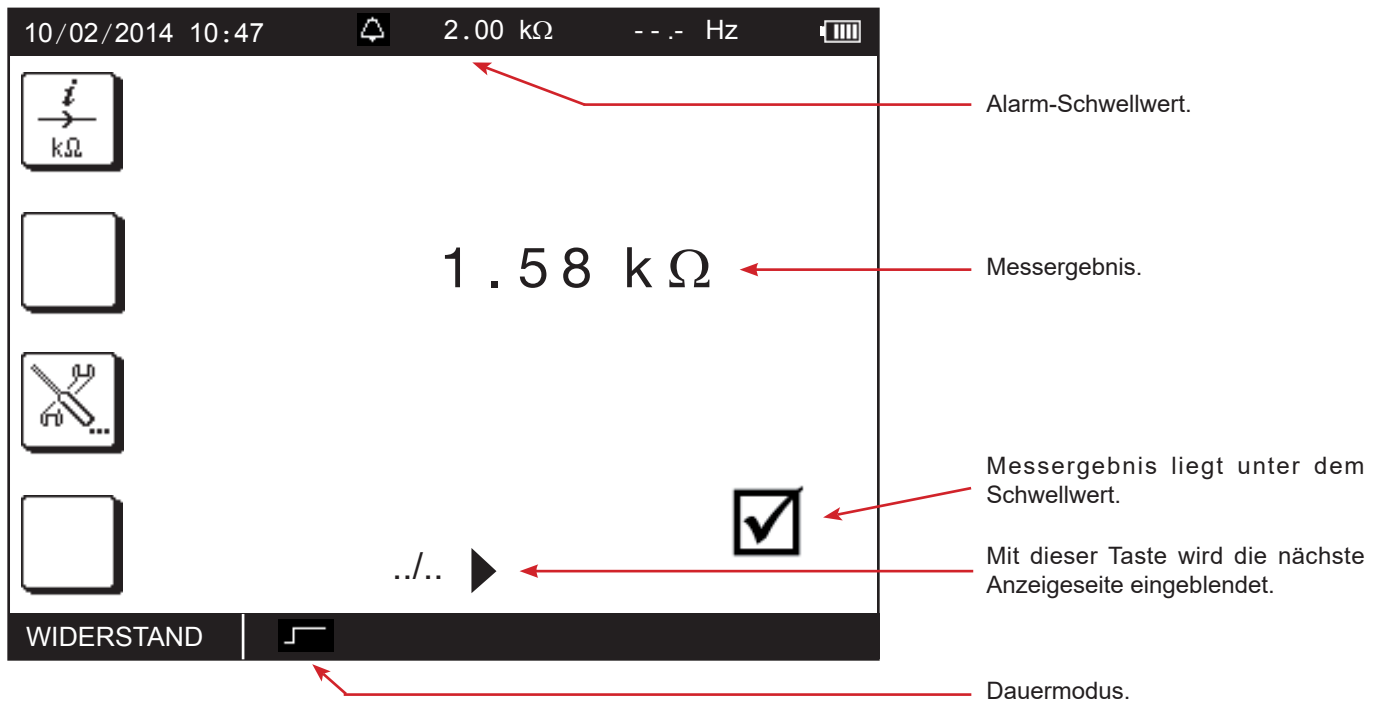 10/02/2014 10:47 2.00 kΩ - - .- Hz
Alarm-Schwellwert.
i
kΩ
1.58 kΩ
Messergebnis.
...
Messergebnis liegt unter dem
Schwellwert.
../..
Mit dieser Taste wird die nächste
Anzeigeseite eingeblendet.
WIDERSTAND
Dauermodus.